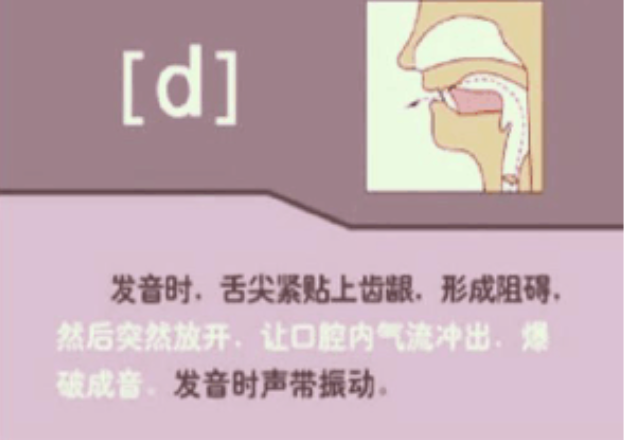 [d]
发音时，舌尖紧贴上齿龈，形成阻碍，
然后突然放开，让口腔内气流冲出，爆
破成音。发音时声带振动。